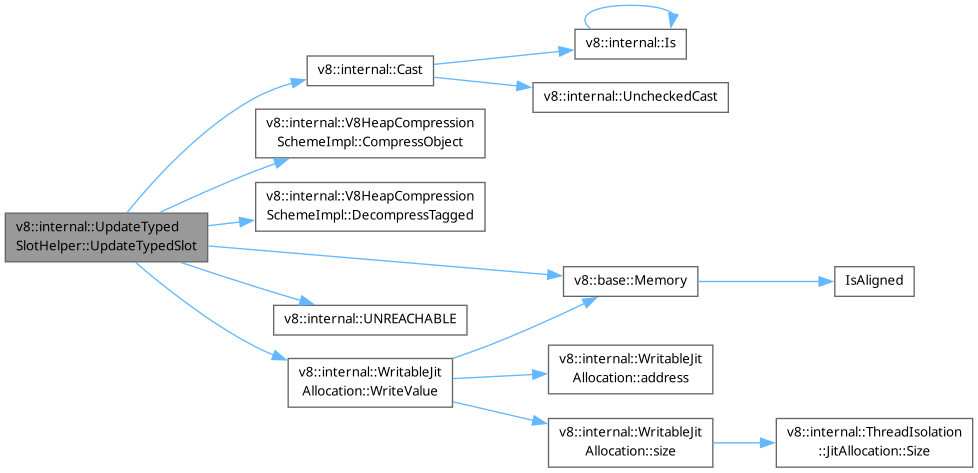 v8::internal::Is
v8::internal::Cast
v8::internal::UncheckedCast
v8::internal::V8HeapCompression
SchemeImpl::CompressObject
v8::internal::V8HeapCompression
SchemeImpl::DecompressTagged
v8::internal::UpdateTyped
SlotHelper::UpdateTypedSlot
v8::base::Memory
IsAligned
v8::internal::UNREACHABLE
v8::internal::WritableJit
Allocation::WriteValue
v8::internal::WritableJit
Allocation::address
v8::internal::WritableJit
Allocation::size
v8::internal::ThreadIsolation
::JitAllocation::Size